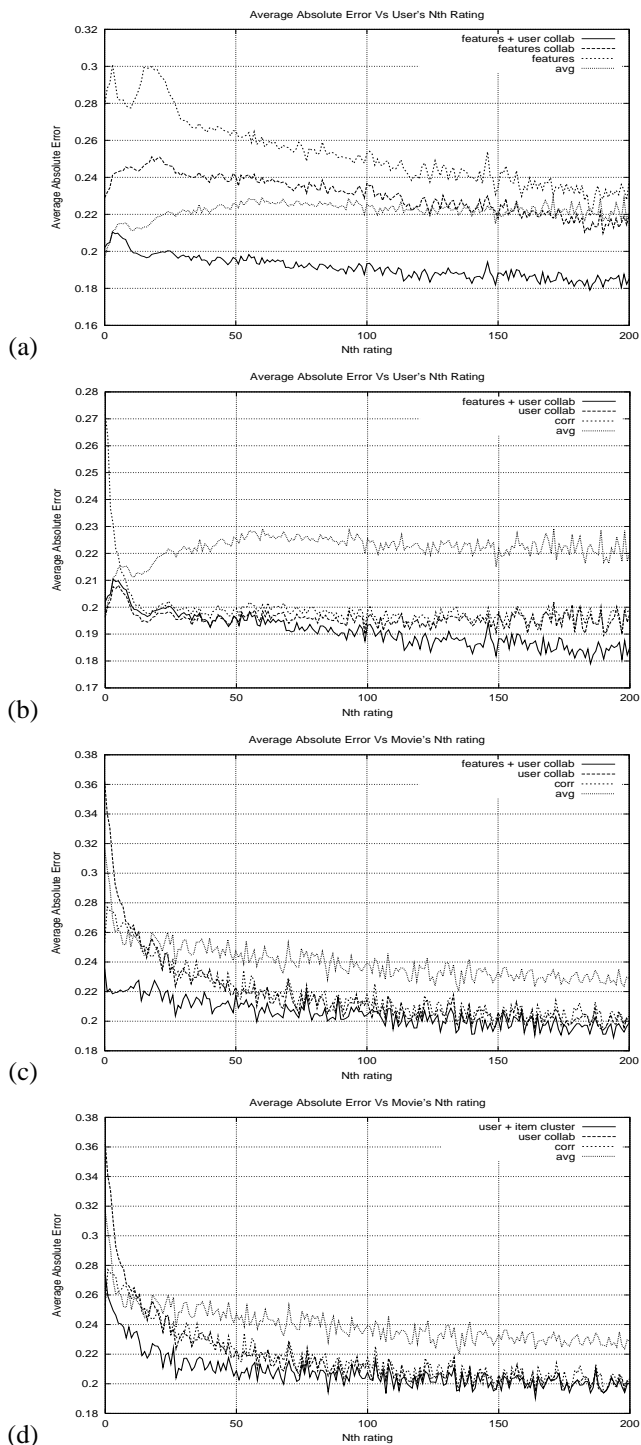 Average Absolute Error Vs User's Nth Rating
0.32
0.3
0.28
0.26
0.24
0.22
0.2
0.18
0.16
Average Absolute Error
features + user collab
features collab
features
avg
0 50 100 150 200
Nth rating
(a)
Average Absolute Error Vs User's Nth Rating
0.28
0.27
0.26
0.25
0.24
0.23
0.22
0.21
0.2
0.19
0.18
0.17
Average Absolute Error
features + user collab
user collab
corr
avg
0 50 100 150 200
Nth rating
(b)
Average Absolute Error Vs Movie's Nth rating
0.38
0.36
0.34
0.32
0.3
0.28
0.26
0.24
0.22
0.2
0.18
Average Absolute Error
features + user collab
user collab
corr
avg
0 50 100 150 200
Nth rating
(c)
Average Absolute Error Vs Movie's Nth rating
0.38
0.36
0.34
0.32
0.3
0.28
0.26
0.24
0.22
0.2
0.18
Average Absolute Error
user + item cluster
user collab
corr
avg
0 50 100 150 200
Nth rating
(d)